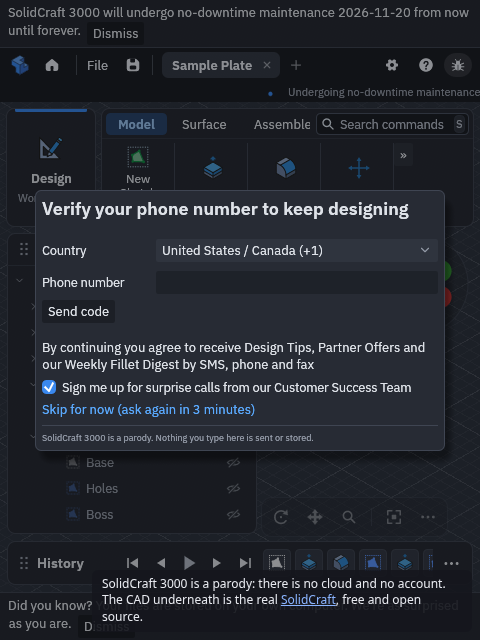 SolidCraft 3000 will undergo no-downtime maintenance 2026-11-20 from now
until forever. Dismiss
File
Sample Plate
Undergoing no-downtime maintenance
Model Surface Assemble Search commands S
Design
New
Verify your phone number to keep designing
Country United States / Canada (+1)
Phone number
Send code
By continuing you agree to receive Design Tips, Partner Offers and
our Weekly Fillet Digest by SMS, phone and fax
Sign me up for surprise calls from our Customer Success Team
Skip for now (ask again in 3 minutes)
SolidCraft 3000 is a parody. Nothing you type here is sent or stored.
Base
Holes
Boss
History
SolidCraft 3000 is a parody: there is no cloud and no account.
The CAD underneath is the real SolidCraft, free and open
source.
Did you know?
as you are. Dismiss